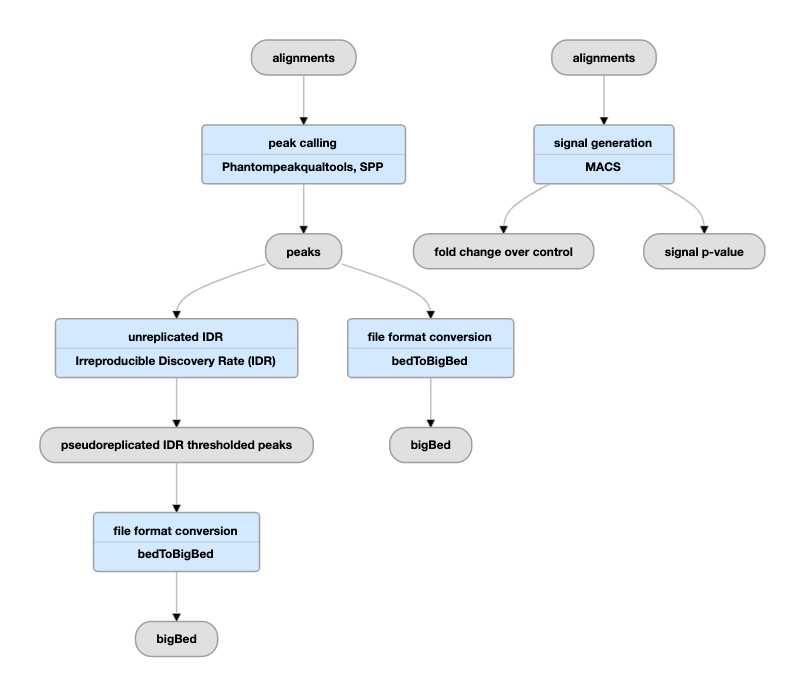 alignments
alignments
peak calling
Phantompeakqualtools, SPP
signal generation
MACS
peaks
fold change over control
signal p-value
unreplicated IDR
Irreproducible Discovery Rate (IDR)
file format conversion
bedToBigBed
pseudoreplicated IDR thresholded peaks
bigBed
file format conversion
bedToBigBed
bigBed